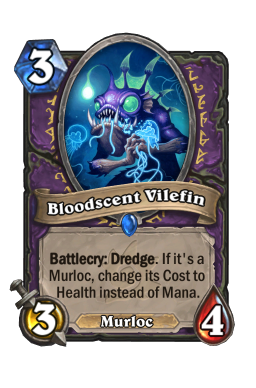 3
Bloodscent Vilefin
Battlecry: Dredge. If it's a
Murloc, change its Cost to
Health instead of Mana.
3
Murloc
4